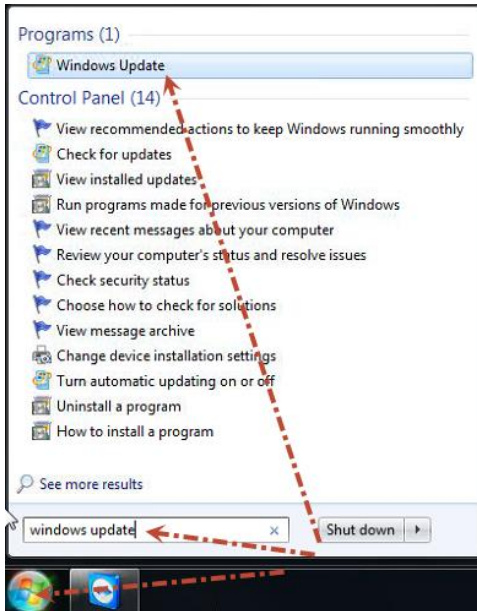 Programs (1)
Windows Update
Control Panel (14)
View recommended actions to keep Windows running smoothly
Check for updates
View installed updates
Run programs made for previous versions of Windows
View recent messages about your computer
Review your computer's status and resolve issues
Check security status
Choose how to check for solutions
View message archive
Change device installation settings
Turn automatic updating on or off
Uninstall a program
How to install a program
See more results
windows update
Shut down